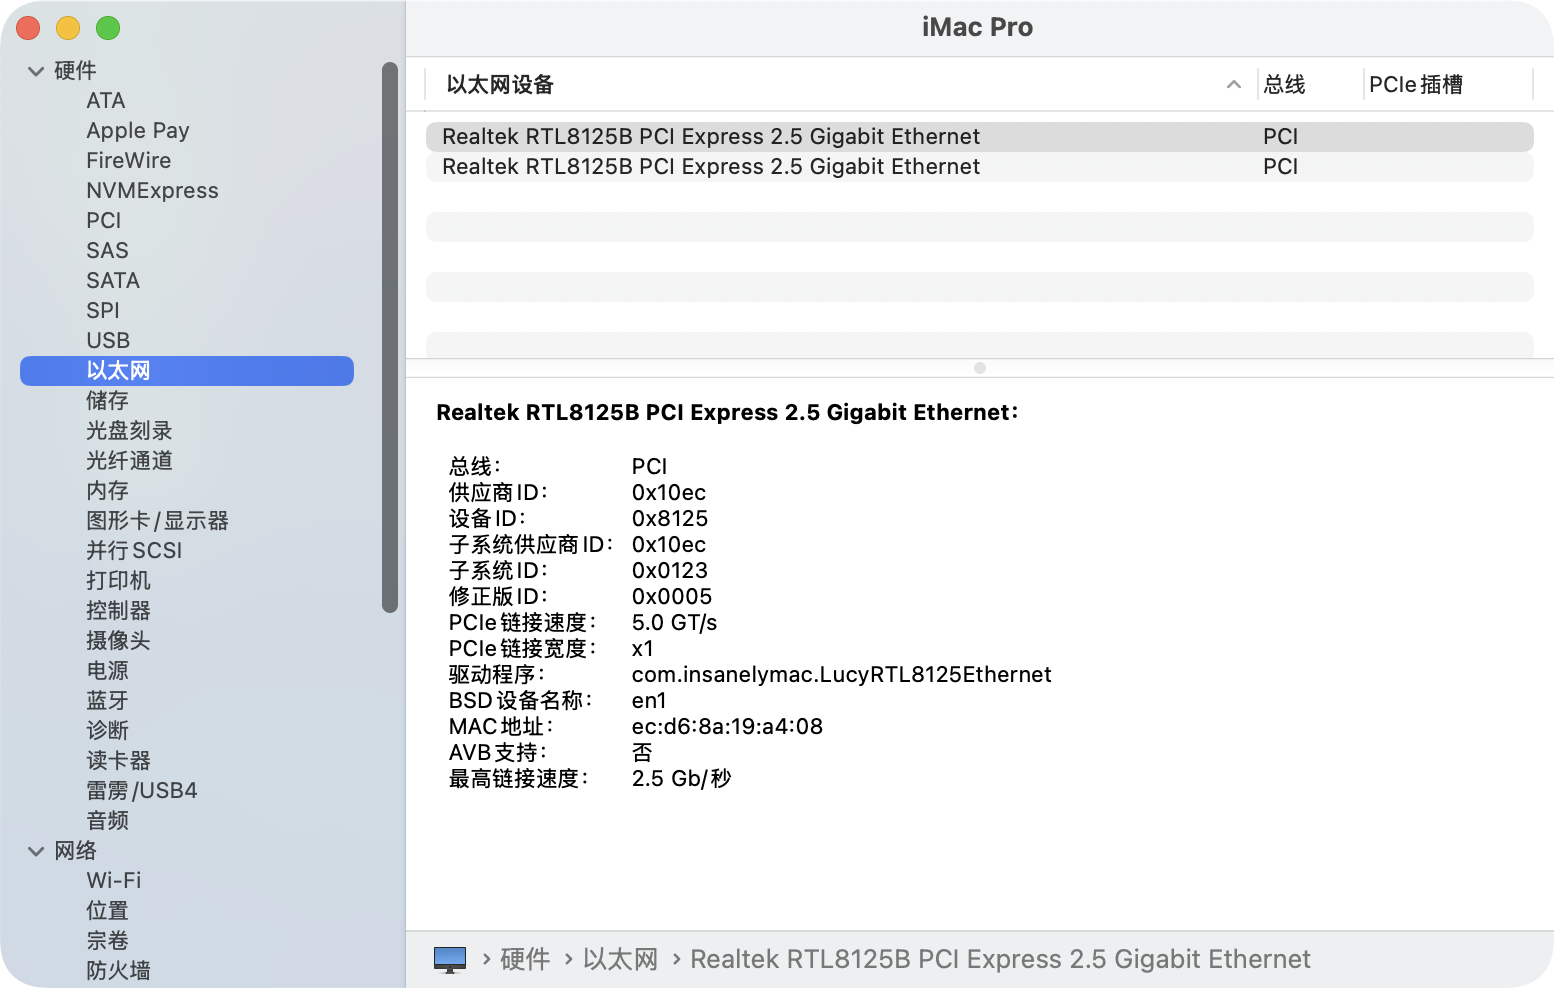 iMac Pro
硬件
ATA
Apple Pay
FireWire
NVMExpress
PCI
SAS
SATA
SPI
USB
以太网
储存
光盘刻录
光纤通道
内存
图形卡/显示器
并行SCSI
打印机
控制器
摄像头
电源
蓝牙
诊断
读卡器
雷雳/USB4
音频
网络
Wi-Fi
位置
宗卷
防火墙
以太网设备 总线 PCIe插槽
Realtek RTL8125B PCI Express 2.5 Gigabit Ethernet PCI
Realtek RTL8125B PCI Express 2.5 Gigabit Ethernet PCI
Realtek RTL8125B PCI Express 2.5 Gigabit Ethernet：
总线： PCI
供应商ID： 0x10ec
设备ID： 0x8125
子系统供应商ID： 0x10ec
子系统ID： 0x0123
修正版ID： 0x0005
PCIe链接速度： 5.0 GT/s
PCIe链接宽度： x1
驱动程序： com.insanelymac.LucyRTL8125Ethernet
BSD设备名称： en1
MAC地址： ec:d6:8a:19:a4:08
AVB支持： 否
最高链接速度： 2.5 Gb/秒
› 硬件 › 以太网 › Realtek RTL8125B PCI Express 2.5 Gigabit Ethernet